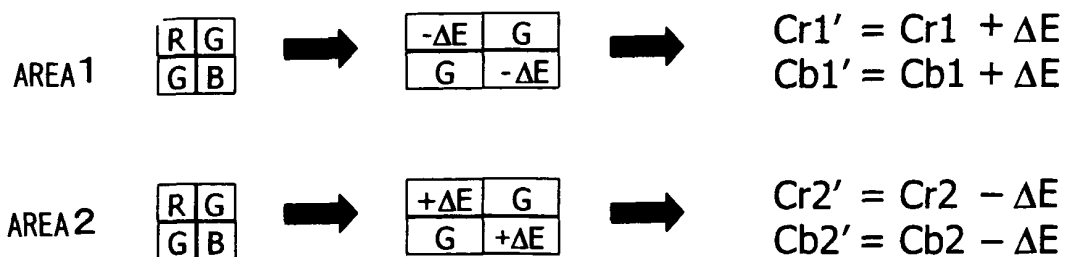 R G -ΔE G Cr1′ = Cr1 + ΔE
AREA1
G B G -ΔE Cb1′ = Cb1 + ΔE
R G +ΔE G Cr2′ = Cr2 − ΔE
AREA2
G B G +ΔE Cb2′ = Cb2 − ΔE